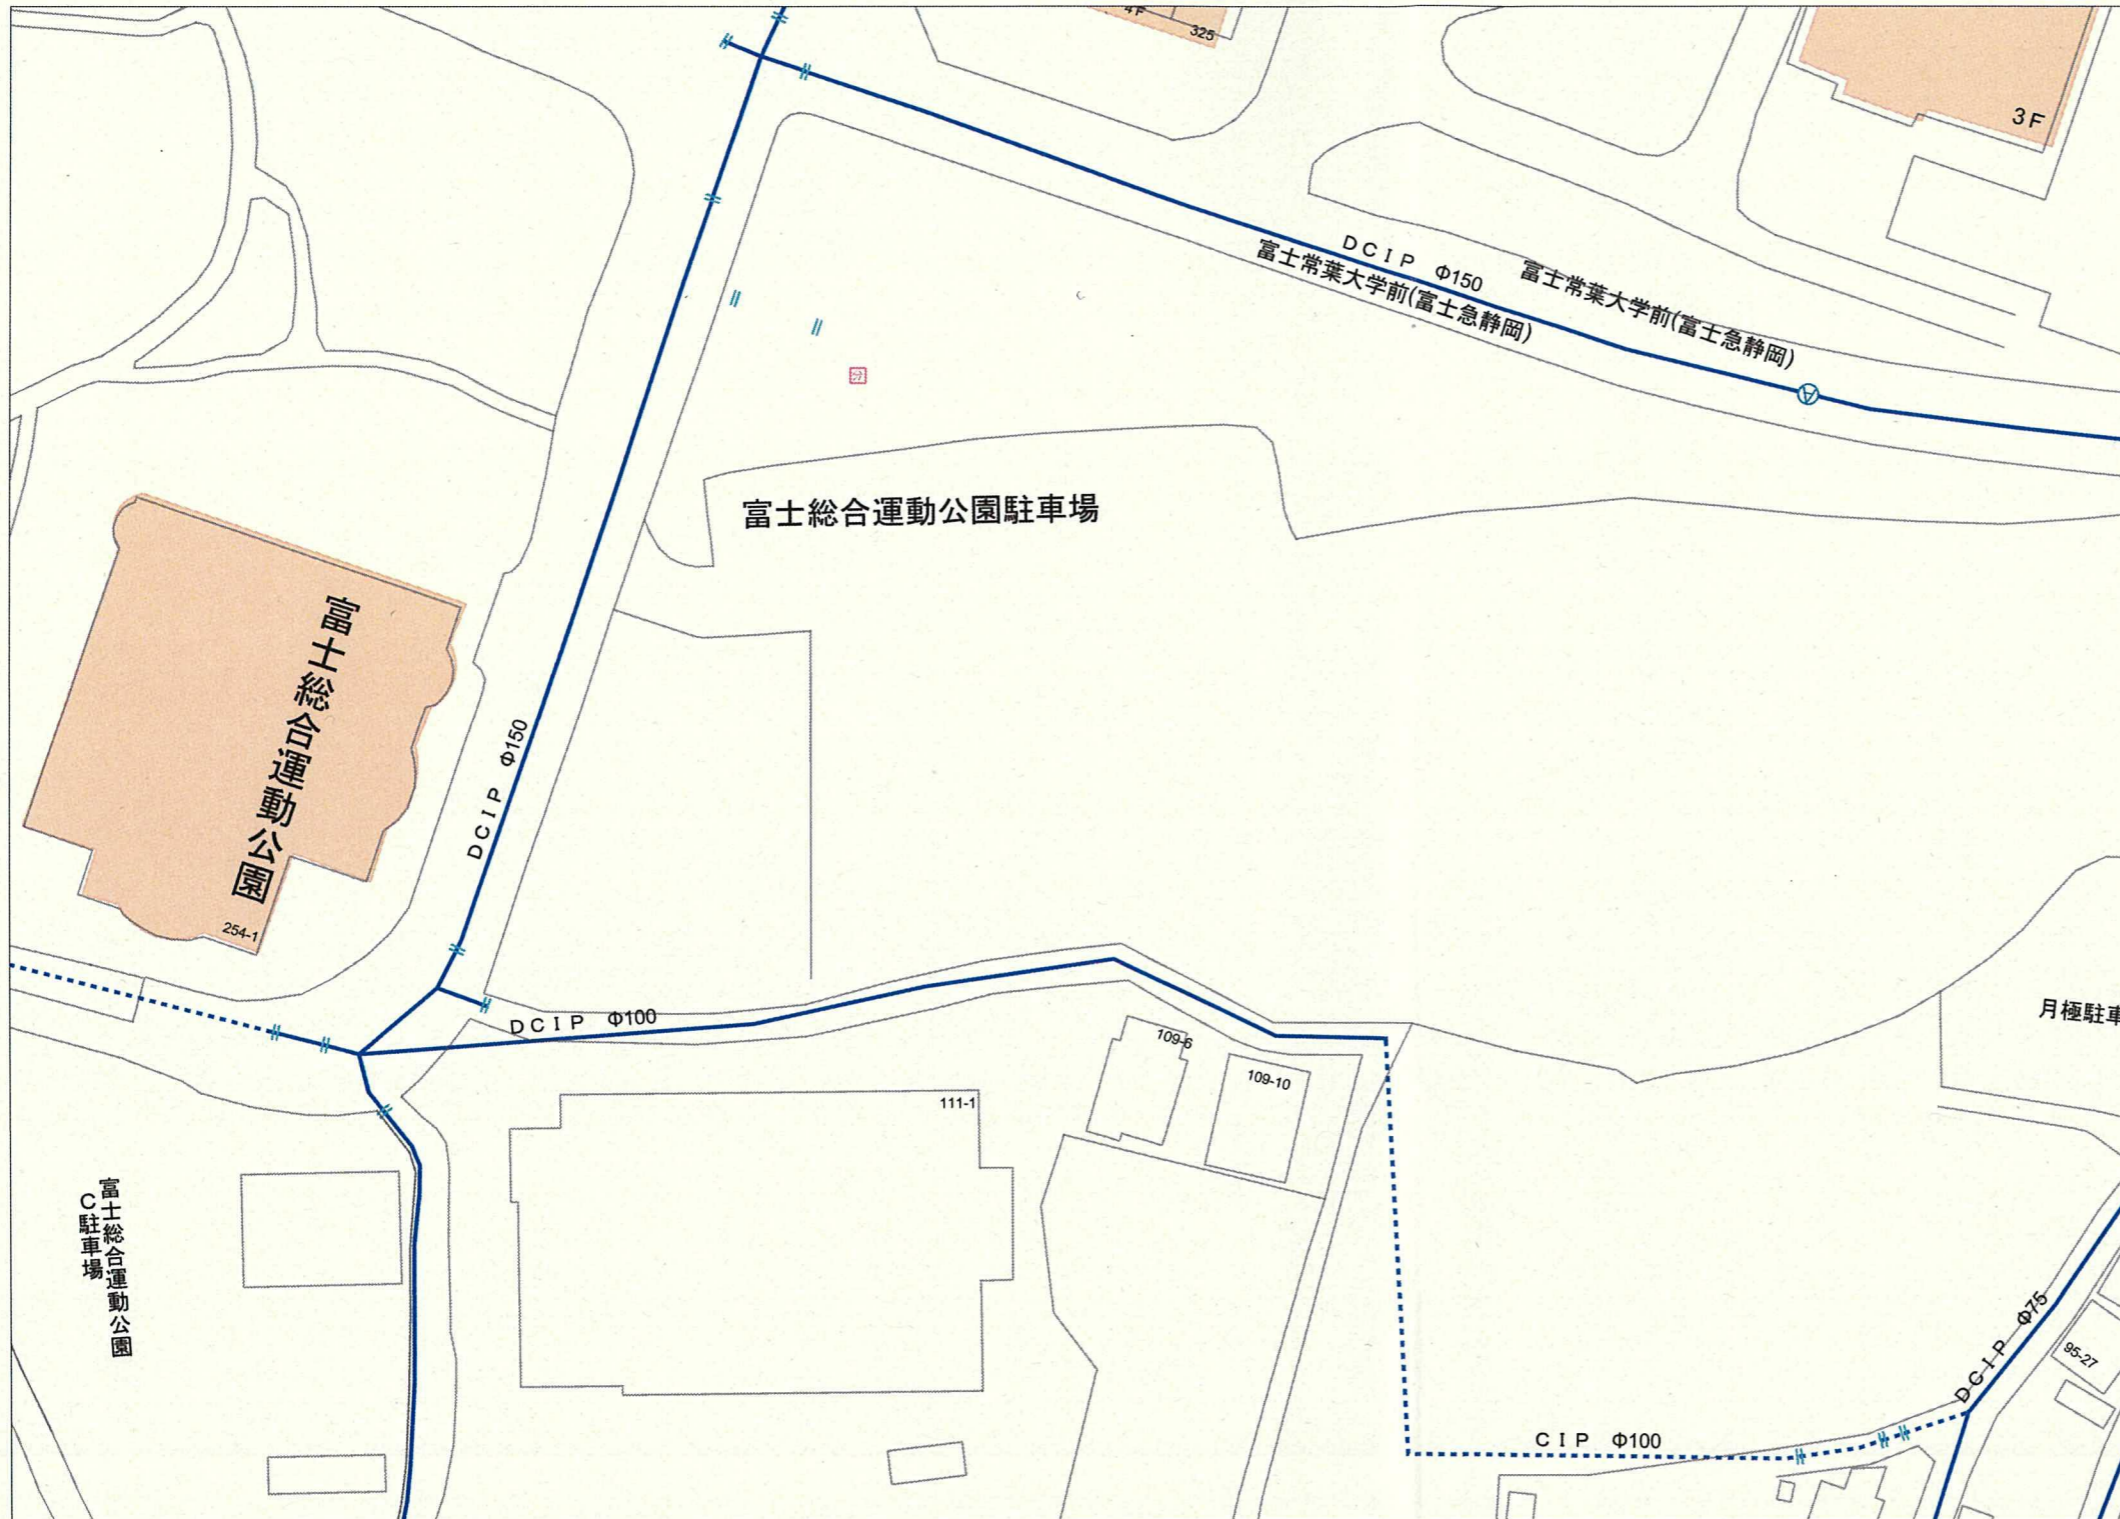 4F
325
3F
DCIP Φ150
富士常葉大学前(富士急静岡)
富士常葉大学前(富士急静岡)
富士総合運動公園駐車場
富士総合運動公園
254-1
DCIP Φ150
DCIP Φ100
109-6
109-10
111-1
月極駐車
富士総合運動公園
C駐車場
DCIP Φ75
95-27
CIP Φ100